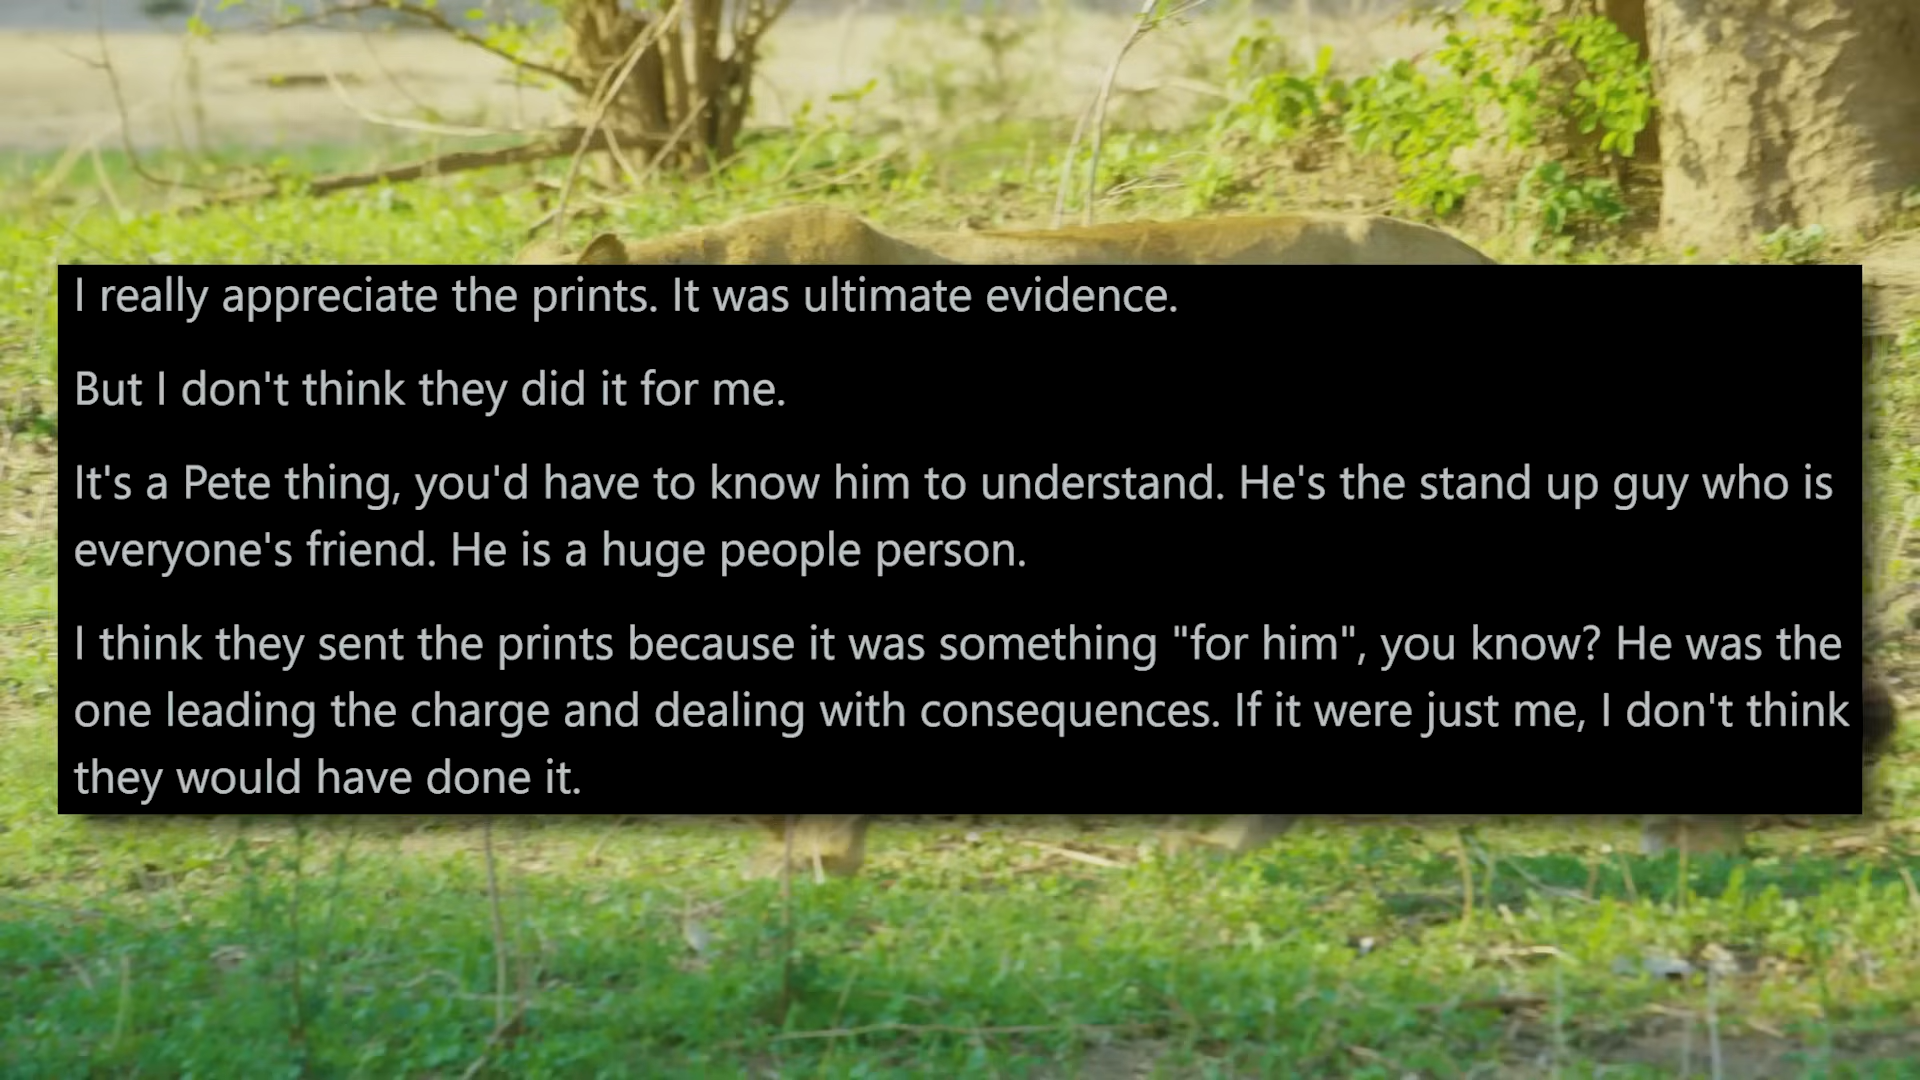 I really appreciate the prints. It was ultimate evidence.
But I don't think they did it for me.
It's a Pete thing, you'd have to know him to understand. He's the stand up guy who is
everyone's friend. He is a huge people person.
I think they sent the prints because it was something "for him", you know? He was the
one leading the charge and dealing with consequences. If it were just me, I don't think
they would have done it.